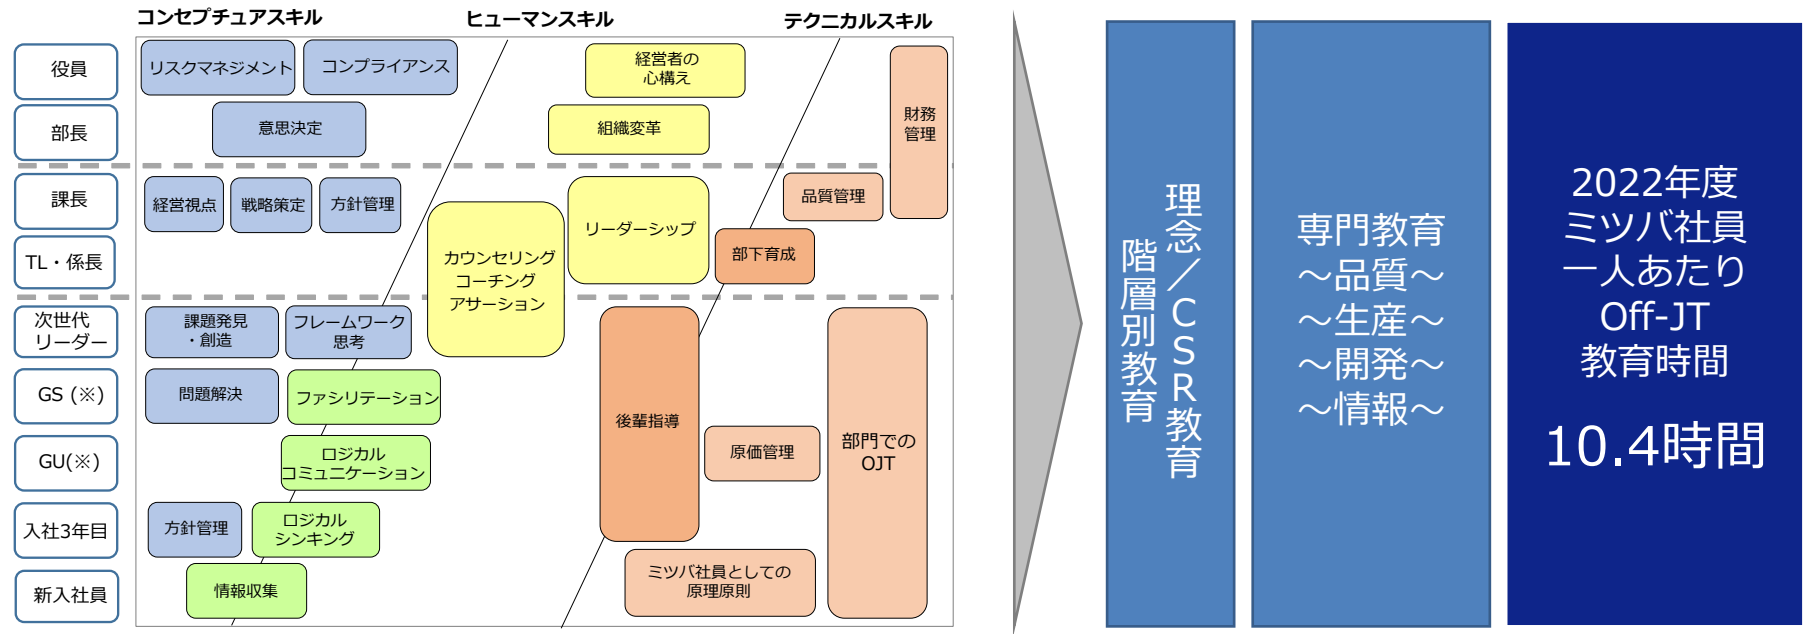 コンセプチュアスキル
ヒューマンスキル
テクニカルスキル
役員
リスクマネジメント
コンプライアンス
経営者の
心構え
財務
管理
部長
意思決定
組織変革
課長
経営視点
戦略策定
方針管理
カウンセリング
コーチング
アサーション
リーダーシップ
品質管理
TL・係長
部下育成
次世代
リーダー
課題発見
・創造
フレームワーク
思考
後輩指導
部門での
OJT
GS (※)
問題解決
ファシリテーション
GU(※)
ロジカル
コミュニケーション
原価管理
入社3年目
方針管理
ロジカル
シンキング
新入社員
情報収集
ミツバ社員としての
原理原則
理念／CSR教育
階層別教育
専門教育
～品質～
～生産～
～開発～
～情報～
2022年度
ミツバ社員
一人あたり
Off-JT
教育時間
10.4時間